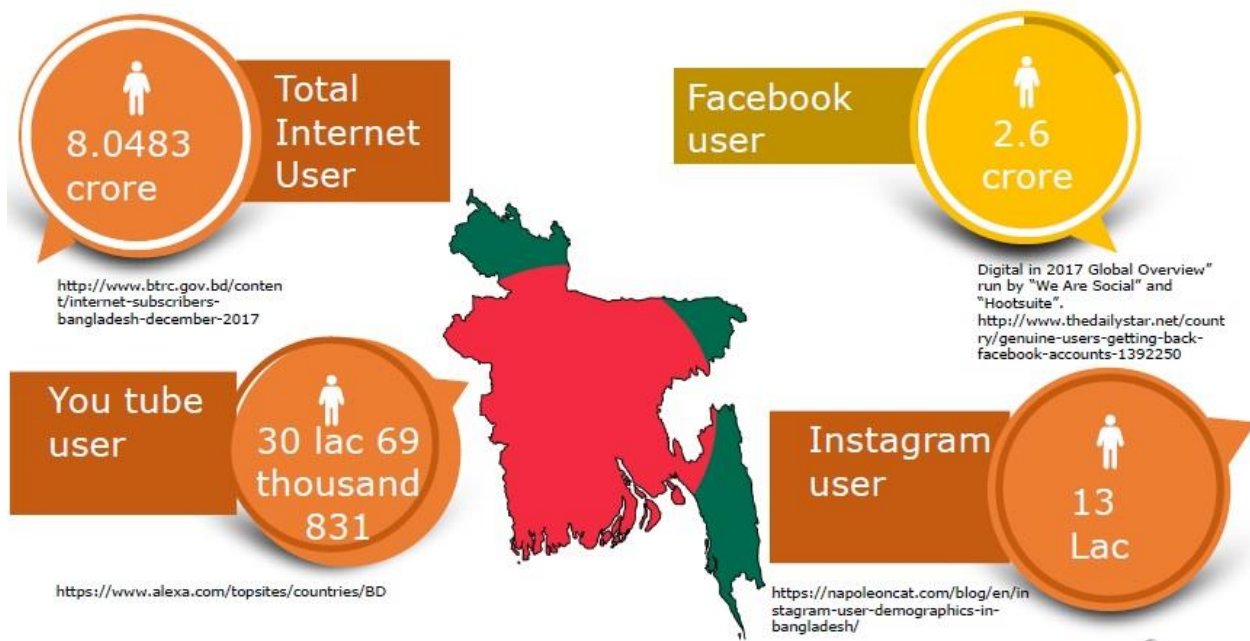 8.0483
crore
Total
Internet
User
http://www.btrc.gov.bd/conten
t/internet-subscribers-
bangladesh-december-2017
Facebook
user
2.6
crore
Digital in 2017 Global Overview”
run by “We Are Social” and
“Hootsuite”.
http://www.thedailystar.net/count
ry/genuine-users-getting-back-
facebook-accounts-1392250
You tube
user
30 lac 69
thousand
831
https://www.alexa.com/topsites/countries/BD
Instagram
user
13
Lac
https://napoleoncat.com/blog/en/in
stagram-user-demographics-in-
bangladesh/